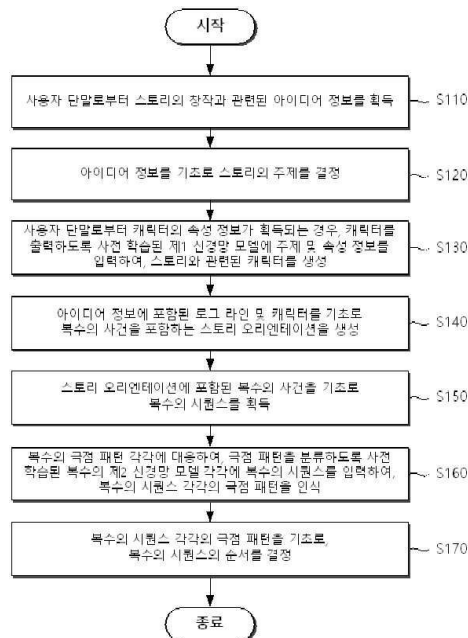 시작
사용자 단말로부터 스토리의 창작과 관련된 아이디어 정보를 획득
S110
아이디어 정보를 기초로 스토리의 주제를 결정
S120
사용자 단말로부터 캐릭터의 속성 정보가 획득되는 경우, 캐릭터를
출력하도록 사전 학습된 제1 신경망 모델에 주제 및 속성 정보를
입력하여, 스토리와 관련된 캐릭터를 생성
S130
아이디어 정보에 포함된 로그 라인 및 캐릭터를 기초로
복수의 사건을 포함하는 스토리 오리엔테이션을 생성
S140
스토리 오리엔테이션에 포함된 복수의 사건을 기초로
복수의 시퀀스를 획득
S150
복수의 극점 패턴 각각에 대응하여, 극점 패턴을 분류하도록 사전
학습된 복수의 제2 신경망 모델 각각에 복수의 시퀀스를 입력하여,
복수의 시퀀스 각각의 극점 패턴을 인식
S160
복수의 시퀀스 각각의 극점 패턴을 기초로,
복수의 시퀀스의 순서를 결정
S170
종료